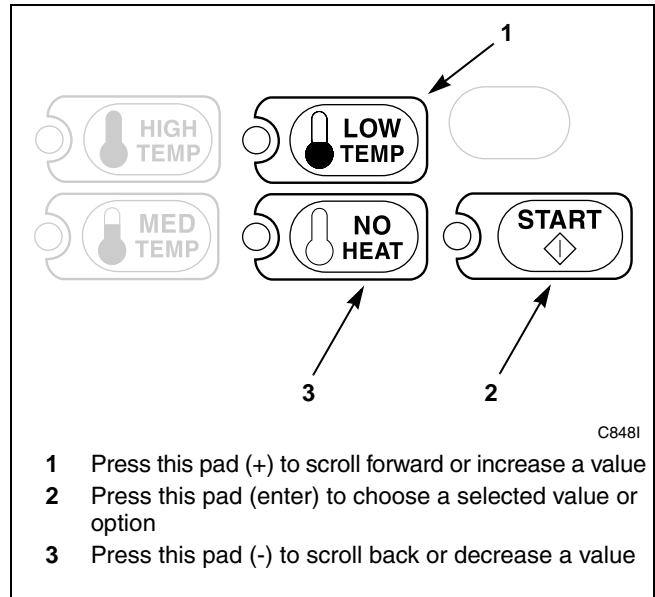 1
HIGH
TEMP
LOW
TEMP
MED
TEMP
NO
HEAT
START
3
2
C848I
1 Press this pad (+) to scroll forward or increase a value
2 Press this pad (enter) to choose a selected value or
option
3 Press this pad (-) to scroll back or decrease a value